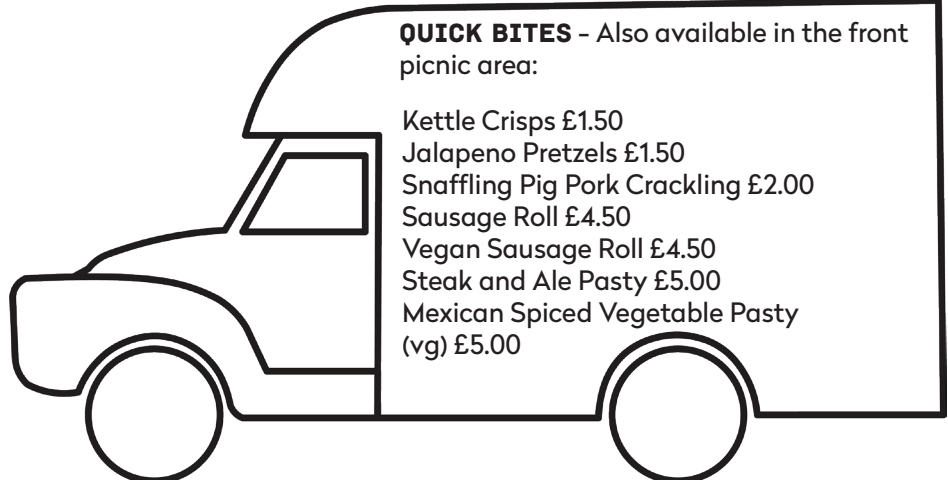 QUICK BITES - Also available in the front
picnic area:
Kettle Crisps £1.50
Jalapeno Pretzels £1.50
Snaffling Pig Pork Crackling £2.00
Sausage Roll £4.50
Vegan Sausage Roll £4.50
Steak and Ale Pasty £5.00
Mexican Spiced Vegetable Pasty
(vg) £5.00